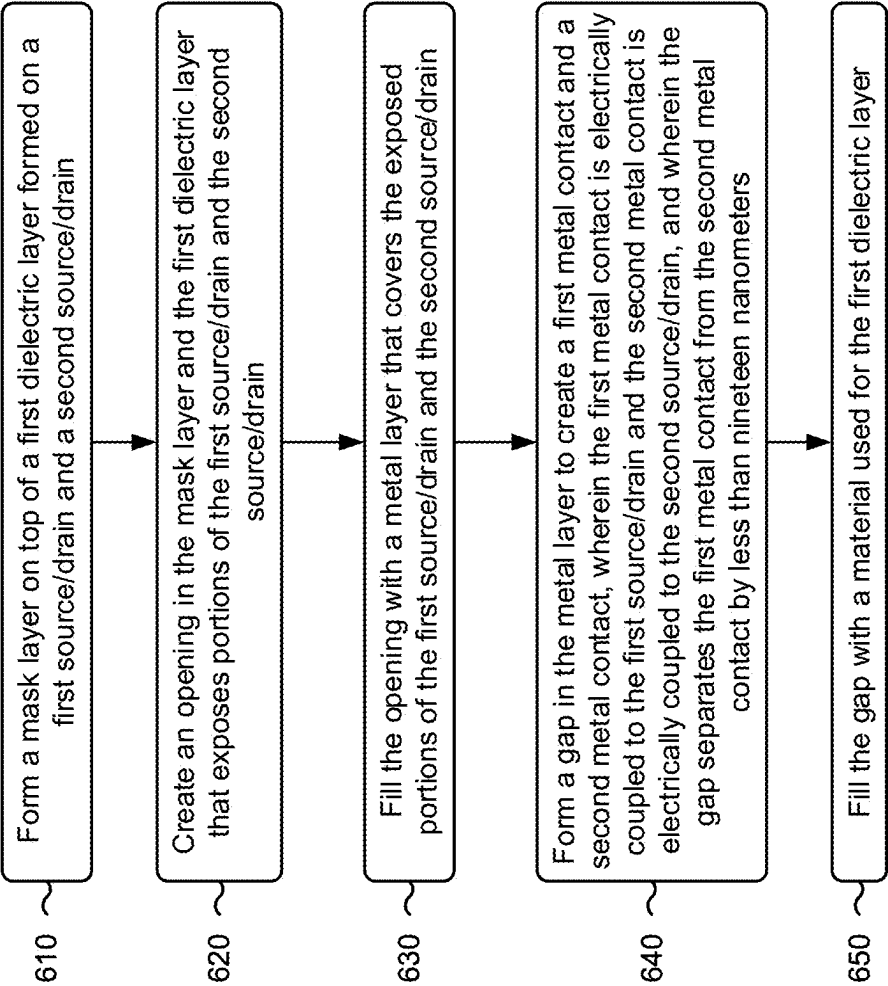 610
Form a mask layer on top of a first dielectric layer formed on a
first source/drain and a second source/drain
620
Create an opening in the mask layer and the first dielectric layer
that exposes portions of the first source/drain and the second
source/drain
630
Fill the opening with a metal layer that covers the exposed
portions of the first source/drain and the second source/drain
640
Form a gap in the metal layer to create a first metal contact and a
second metal contact, wherein the first metal contact is electrically
coupled to the first source/drain and the second metal contact is
electrically coupled to the second source/drain, and wherein the
gap separates the first metal contact from the second metal
contact by less than nineteen nanometers
650
Fill the gap with a material used for the first dielectric layer